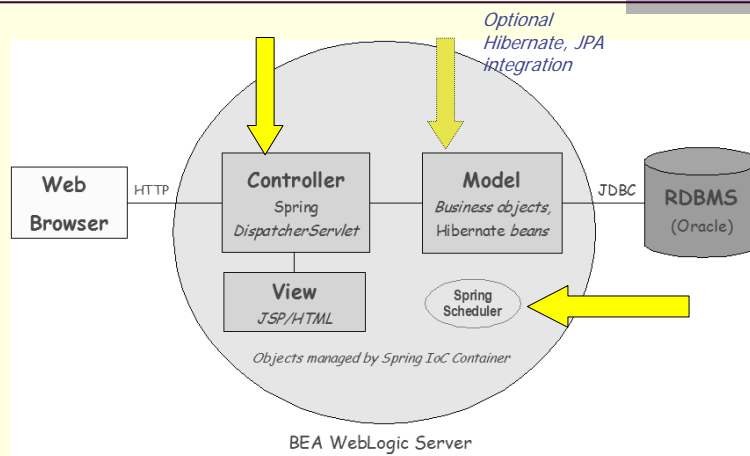 Optional
Hibernate, JPA
integration
Web
Browser
HTTP
Controller
Spring
DispatcherServlet
Model
Business objects,
Hibernate beans
JDBC
RDBMS
(Oracle)
View
JSP/HTML
Spring
Scheduler
Objects managed by Spring IoC Container
BEA WebLogic Server